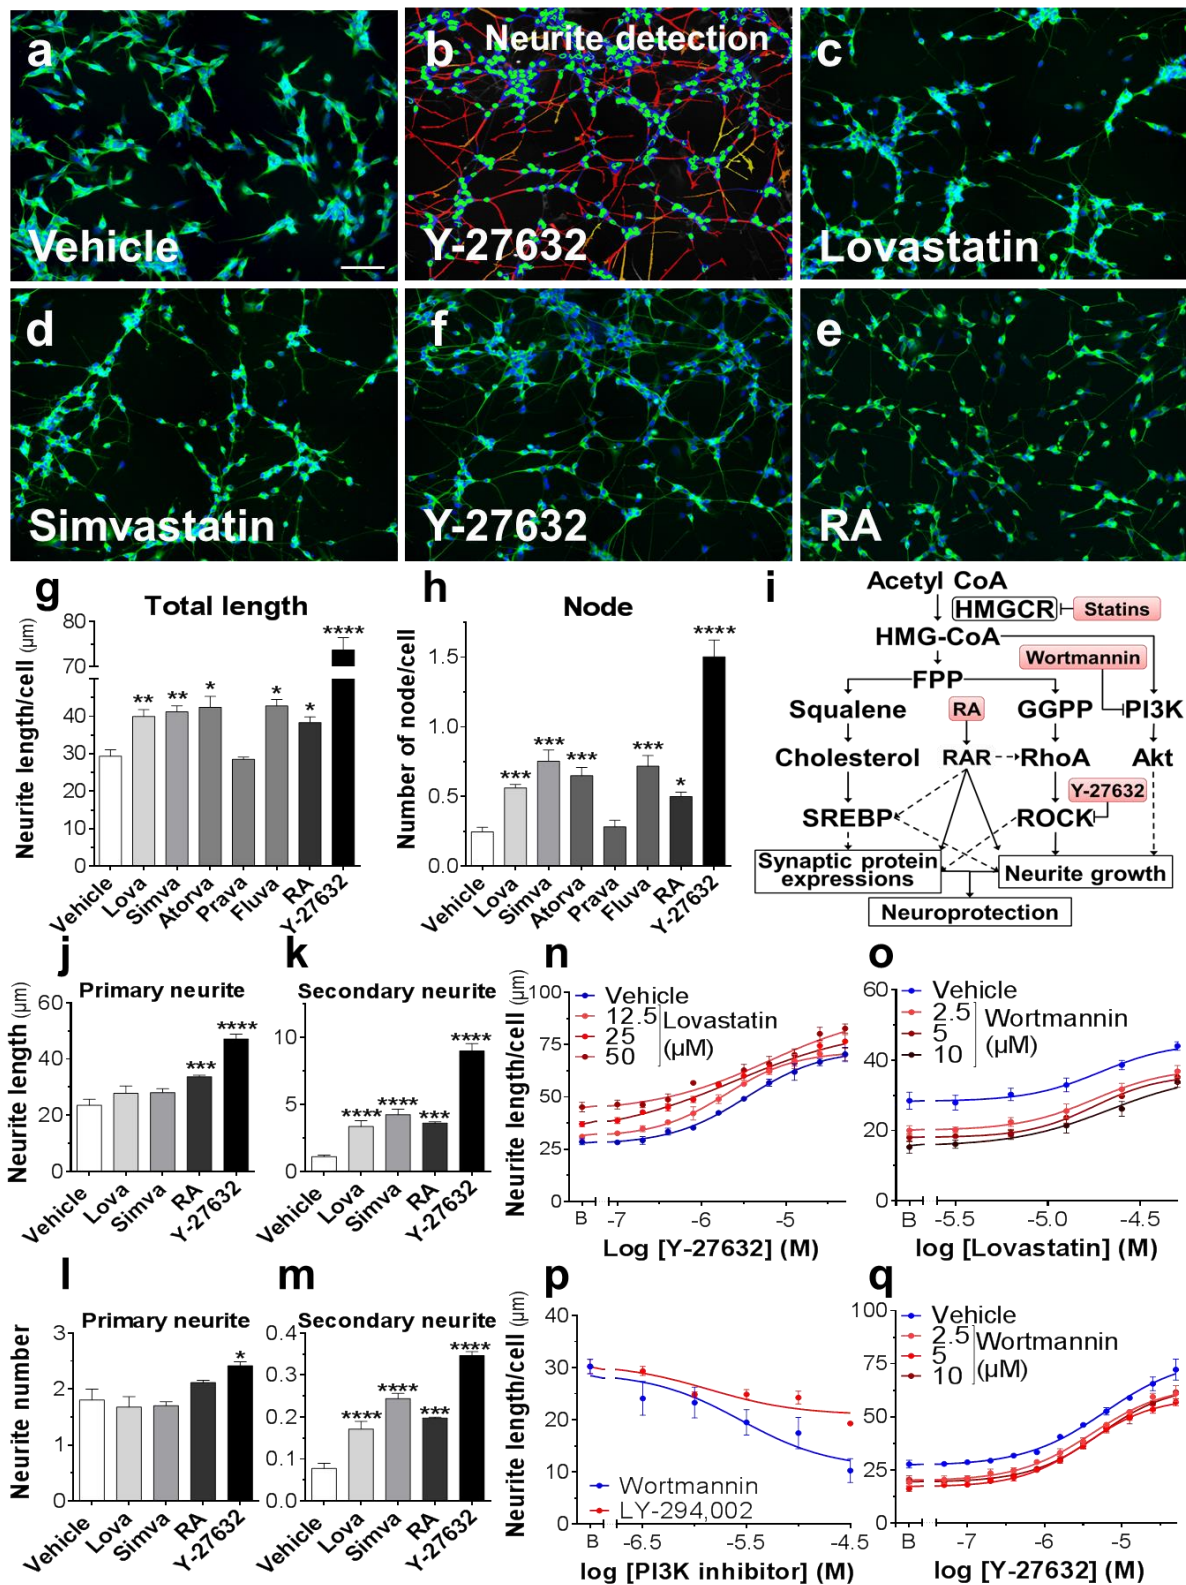 a
Vehicle
b
Neurite detection
Y-27632
c
Lovastatin
d
Simvastatin
f
Y-27632
e
RA
g
Total length
Neurite length/cell (µm)
80
70
40
30
20
10
0
Vehicle
Lova
Simva
Atorva
Prava
Fluva
RA
Y-27632
**
**
*
*
*
****
h
Node
Number of node/cell
1.5
1.0
0.5
0.0
Vehicle
Lova
Simva
Atorva
Prava
Fluva
RA
Y-27632
***
***
***
***
*
****
i
Acetyl CoA
HMGCR
Statins
HMG-CoA
Wortmannin
FPP
Squalene
RA
GGPP
PI3K
Cholesterol
RAR
RhoA
Akt
Y-27632
SREBP
ROCK
Synaptic protein
expressions
Neurite growth
Neuroprotection
j
Primary neurite
Neurite length (µm)
60
40
20
0
Vehicle
Lova
Simva
RA
Y-27632
***
****
k
Secondary neurite
10
5
0
Vehicle
Lova
Simva
RA
Y-27632
****
****
***
****
n
Neurite length/cell (µm)
100
75
50
25
0
Vehicle
12.5
25
50
Lovastatin
(µM)
B
-7
-6
-5
Log [Y-27632] (M)
o
60
40
20
0
Vehicle
2.5
5
10
Wortmannin
(µM)
B
-5.5
-5.0
-4.5
log [Lovastatin] (M)
l
Primary neurite
Neurite number
3
2
1
0
Vehicle
Lova
Simva
RA
Y-27632
*
m
Secondary neurite
0.4
0.3
0.2
0.1
0.0
Vehicle
Lova
Simva
RA
Y-27632
****
****
***
****
p
Neurite length/cell (µm)
40
30
20
10
0
Wortmannin
LY-294,002
B
-6.5
-6.0
-5.5
-5.0
-4.5
log [PI3K inhibitor] (M)
q
100
75
50
25
0
Vehicle
2.5
5
10
Wortmannin
(µM)
B
-7
-6
-5
log [Y-27632] (M)